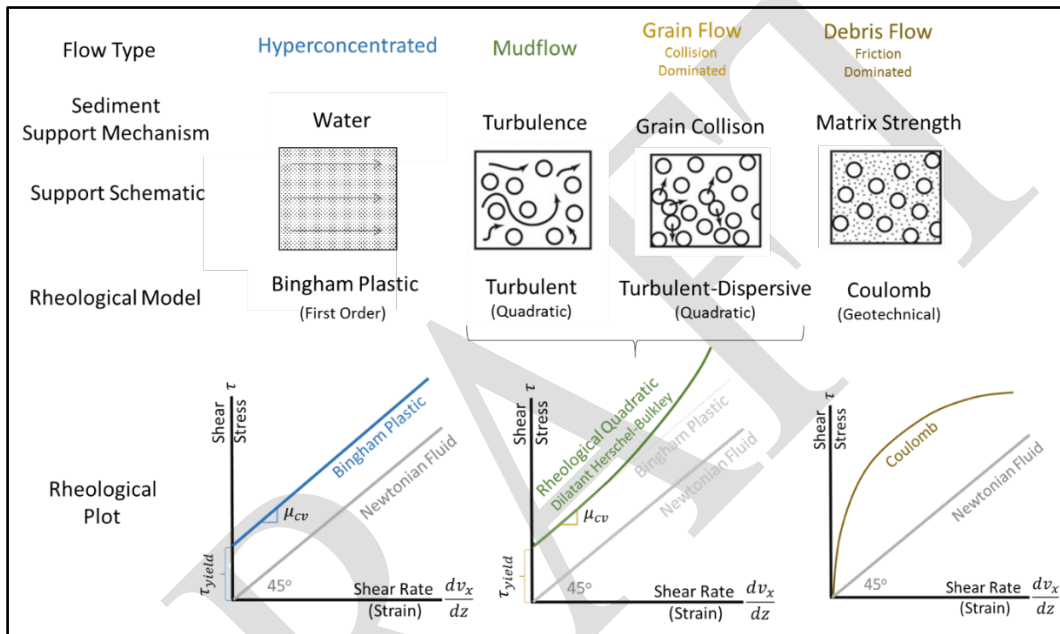 Flow Type
Hyperconcentrated
Mudflow
Grain Flow
Collision
Dominated
Debris Flow
Friction
Dominated
Sediment
Support Mechanism
Water
Turbulence
Grain Collison
Matrix Strength
Support Schematic
Rheological Model
Bingham Plastic
(First Order)
Turbulent
(Quadratic)
Turbulent-Dispersive
(Quadratic)
Coulomb
(Geotechnical)
Rheological
Plot
Shear
Stress
τ
Bingham Plastic
Newtonian Fluid
μcv
τyield
45º
Shear Rate
(Strain)
dvx
dz
Shear
Stress
τ
Rheological Quadratic
Dilatant Herschel-Bulkley
Bingham Plastic
Newtonian Fluid
μcv
τyield
45º
Shear Rate
(Strain)
dvx
dz
Shear
Stress
τ
Coulomb
Newtonian Fluid
45º
Shear Rate
(Strain)
dvx
dz
DRAFT